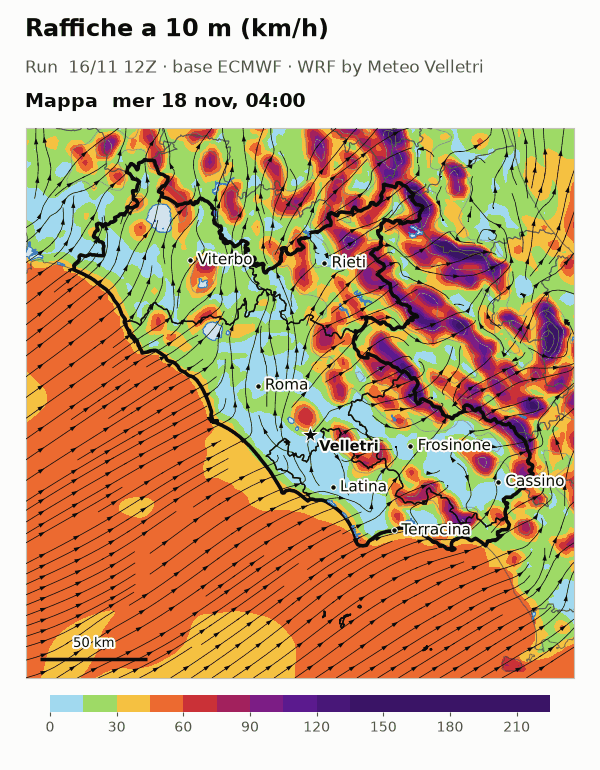 Raffiche a 10 m (km/h)
Run  16/11 12Z · base ECMWF · WRF by Meteo Velletri
Mappa  mer 18 nov, 04:00
Viterbo
Rieti
Roma
Velletri
Frosinone
Latina
Cassino
Terracina
50 km
0 30 60 90 120 150 180 210